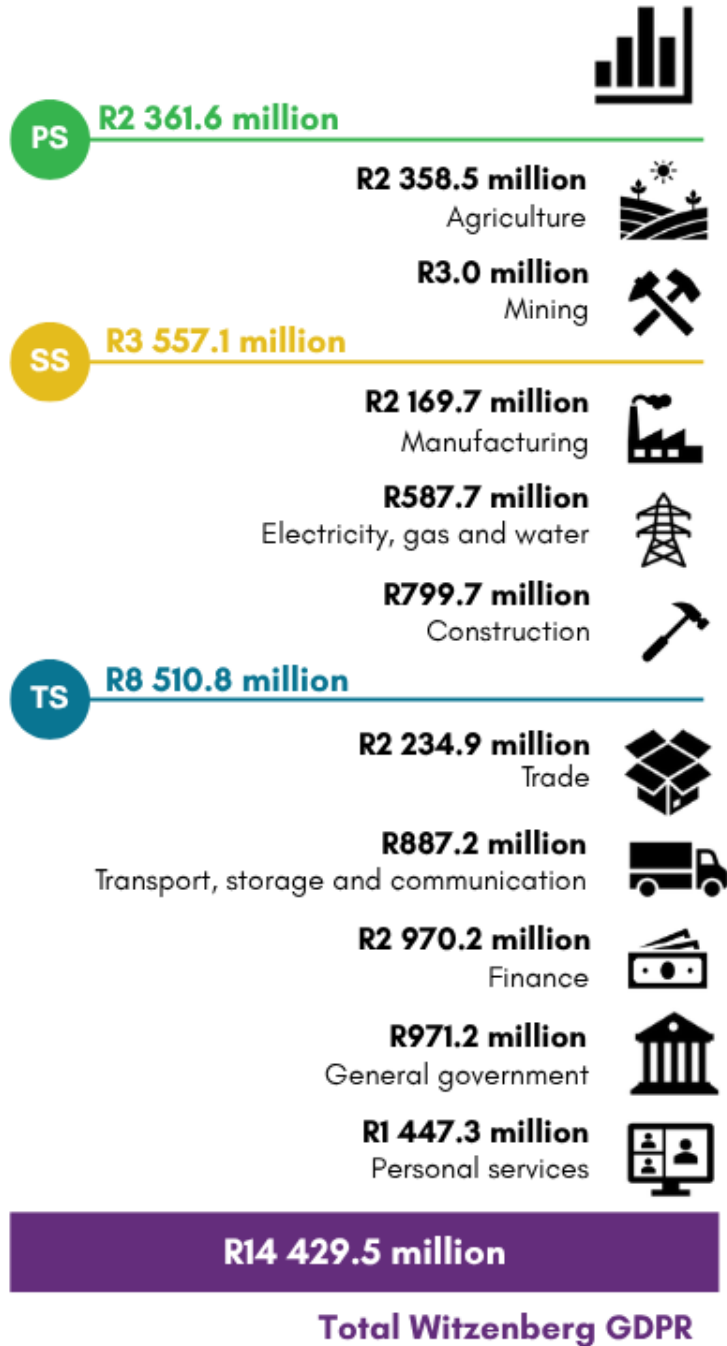 R2 361.6 million
PS
R2 358.5 million
Agriculture
R3.0 million
Mining
R3 557.1 million
SS
R2 169.7 million
Manufacturing
R587.7 million
Electricity, gas and water
R799.7 million
Construction
R8 510.8 million
TS
R2 234.9 million
Trade
R887.2 million
Transport, storage and communication
R2 970.2 million
Finance
R971.2 million
General government
R1 447.3 million
Personal services
R14 429.5 million
Total Witzenberg GDPR